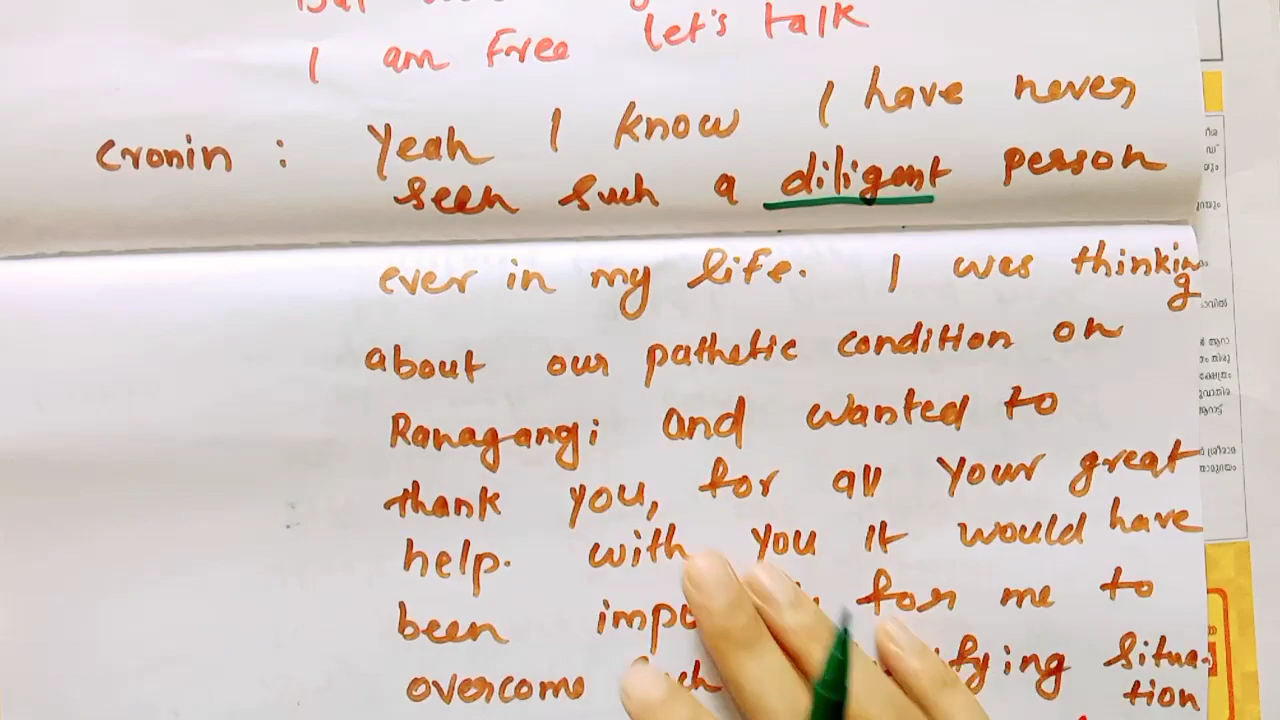 I am Free let's talk
Cronin : Yeah I know I have never
seen such a diligent person
ever in my life. I was thinking
about our pathetic condition on
Ranagangi and wanted to
thank you, for all your great
help. with you it would have
been for me to
overcome situa-
tion